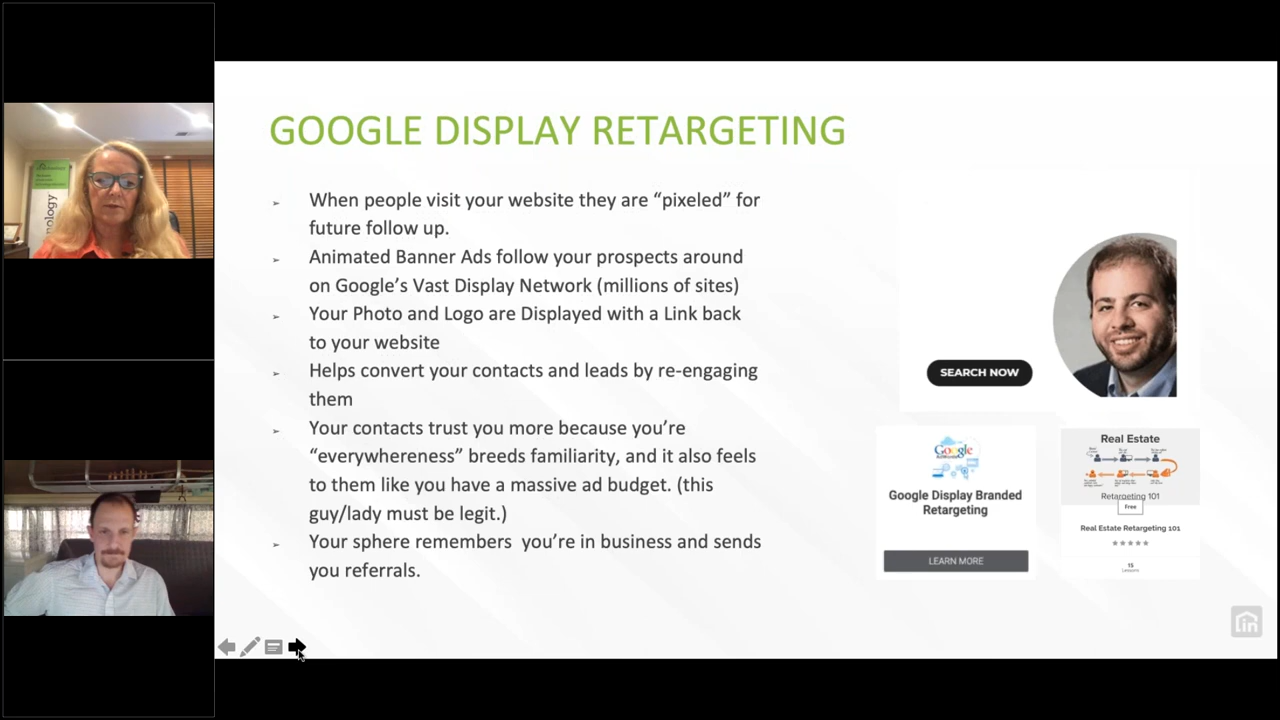 GOOGLE DISPLAY RETARGETING
When people visit your website they are “pixeled” for
future follow up.
Animated Banner Ads follow your prospects around
on Google’s Vast Display Network (millions of sites)
Your Photo and Logo are Displayed with a Link back
to your website
Helps convert your contacts and leads by re-engaging
them
Your contacts trust you more because you’re
“everywhereness” breeds familiarity, and it also feels
to them like you have a massive ad budget. (this
guy/lady must be legit.)
Your sphere remembers  you’re in business and sends
you referrals.
SEARCH NOW
Google
Google Display Branded
Retargeting
LEARN MORE
Real Estate
Retargeting 101
Free
Real Estate Retargeting 101
15
Lessons
in
nology